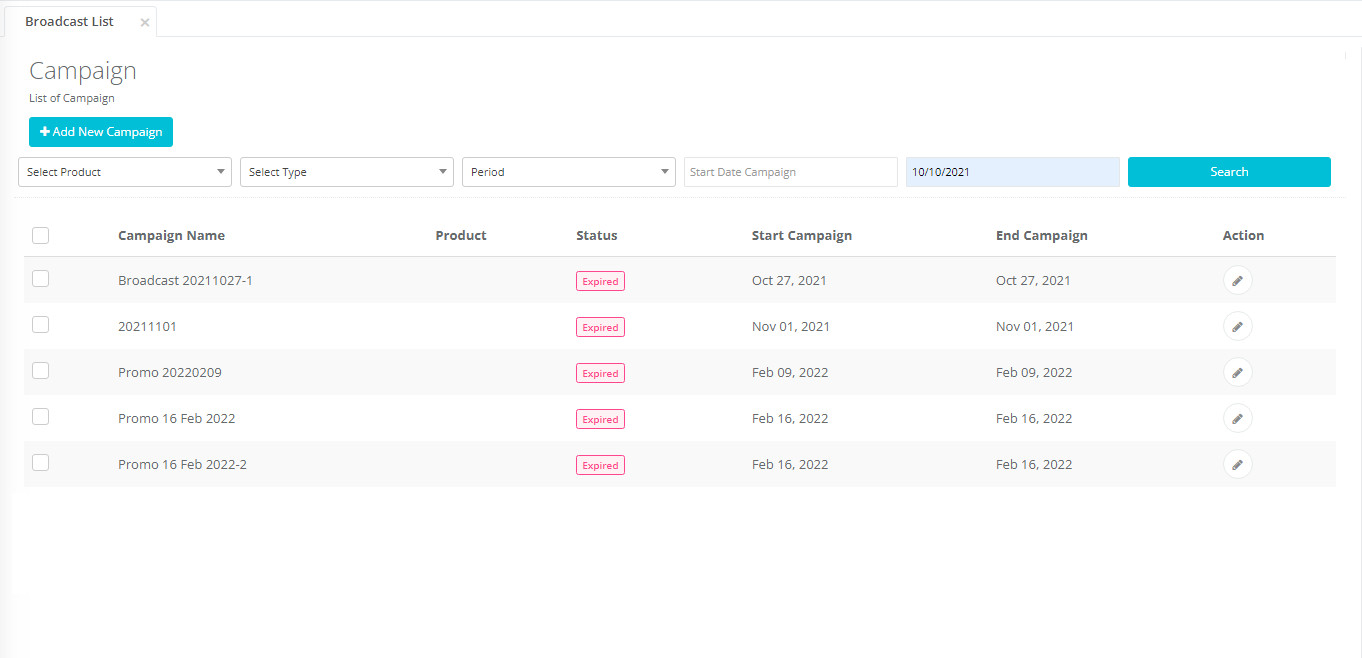 Broadcast List
Campaign
List of Campaign
Add New Campaign
Select Product Select Type Period Start Date Campaign 10/10/2021 Search
Campaign Name Product Status Start Campaign End Campaign Action
Broadcast 20211027-1 Expired Oct 27, 2021 Oct 27, 2021
20211101 Expired Nov 01, 2021 Nov 01, 2021
Promo 20220209 Expired Feb 09, 2022 Feb 09, 2022
Promo 16 Feb 2022 Expired Feb 16, 2022 Feb 16, 2022
Promo 16 Feb 2022-2 Expired Feb 16, 2022 Feb 16, 2022